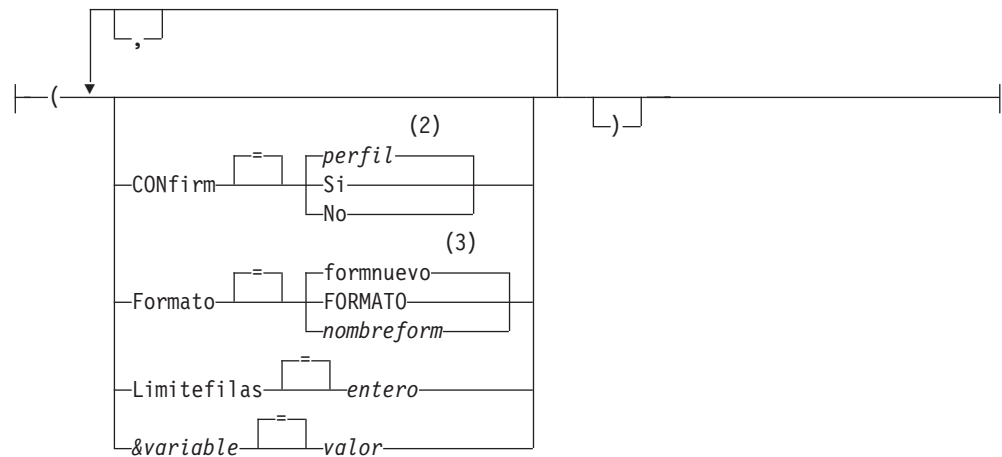 ,
(
)
(2)
=
perfil
CONfirm
Si
No
(3)
=
formnuevo
Formato
FORMATO
nombreform
=
Limitefilas
entero
=
&variable
valor